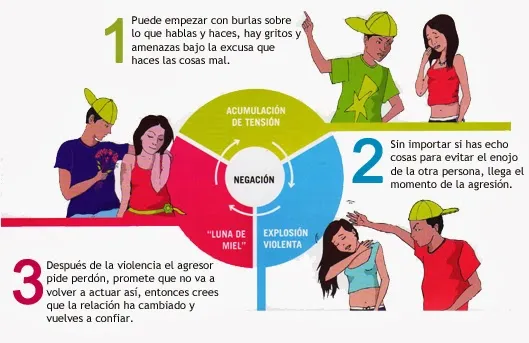 1
Puede empezar con burlas sobre
lo que hablas y haces, hay gritos y
amenazas bajo la excusa que
haces las cosas mal.
ACUMULACIÓN
DE TENSIÓN
NEGACIÓN
2
Sin importar si has echo
cosas para evitar el enojo
de la otra persona, llega el
momento de la agresión.
EXPLOSIÓN
VIOLENTA
"LUNA DE
MIEL"
3
Después de la violencia el agresor
pide perdón, promete que no va a
volver a actuar así, entonces crees
que la relación ha cambiado y
vuelves a confiar.